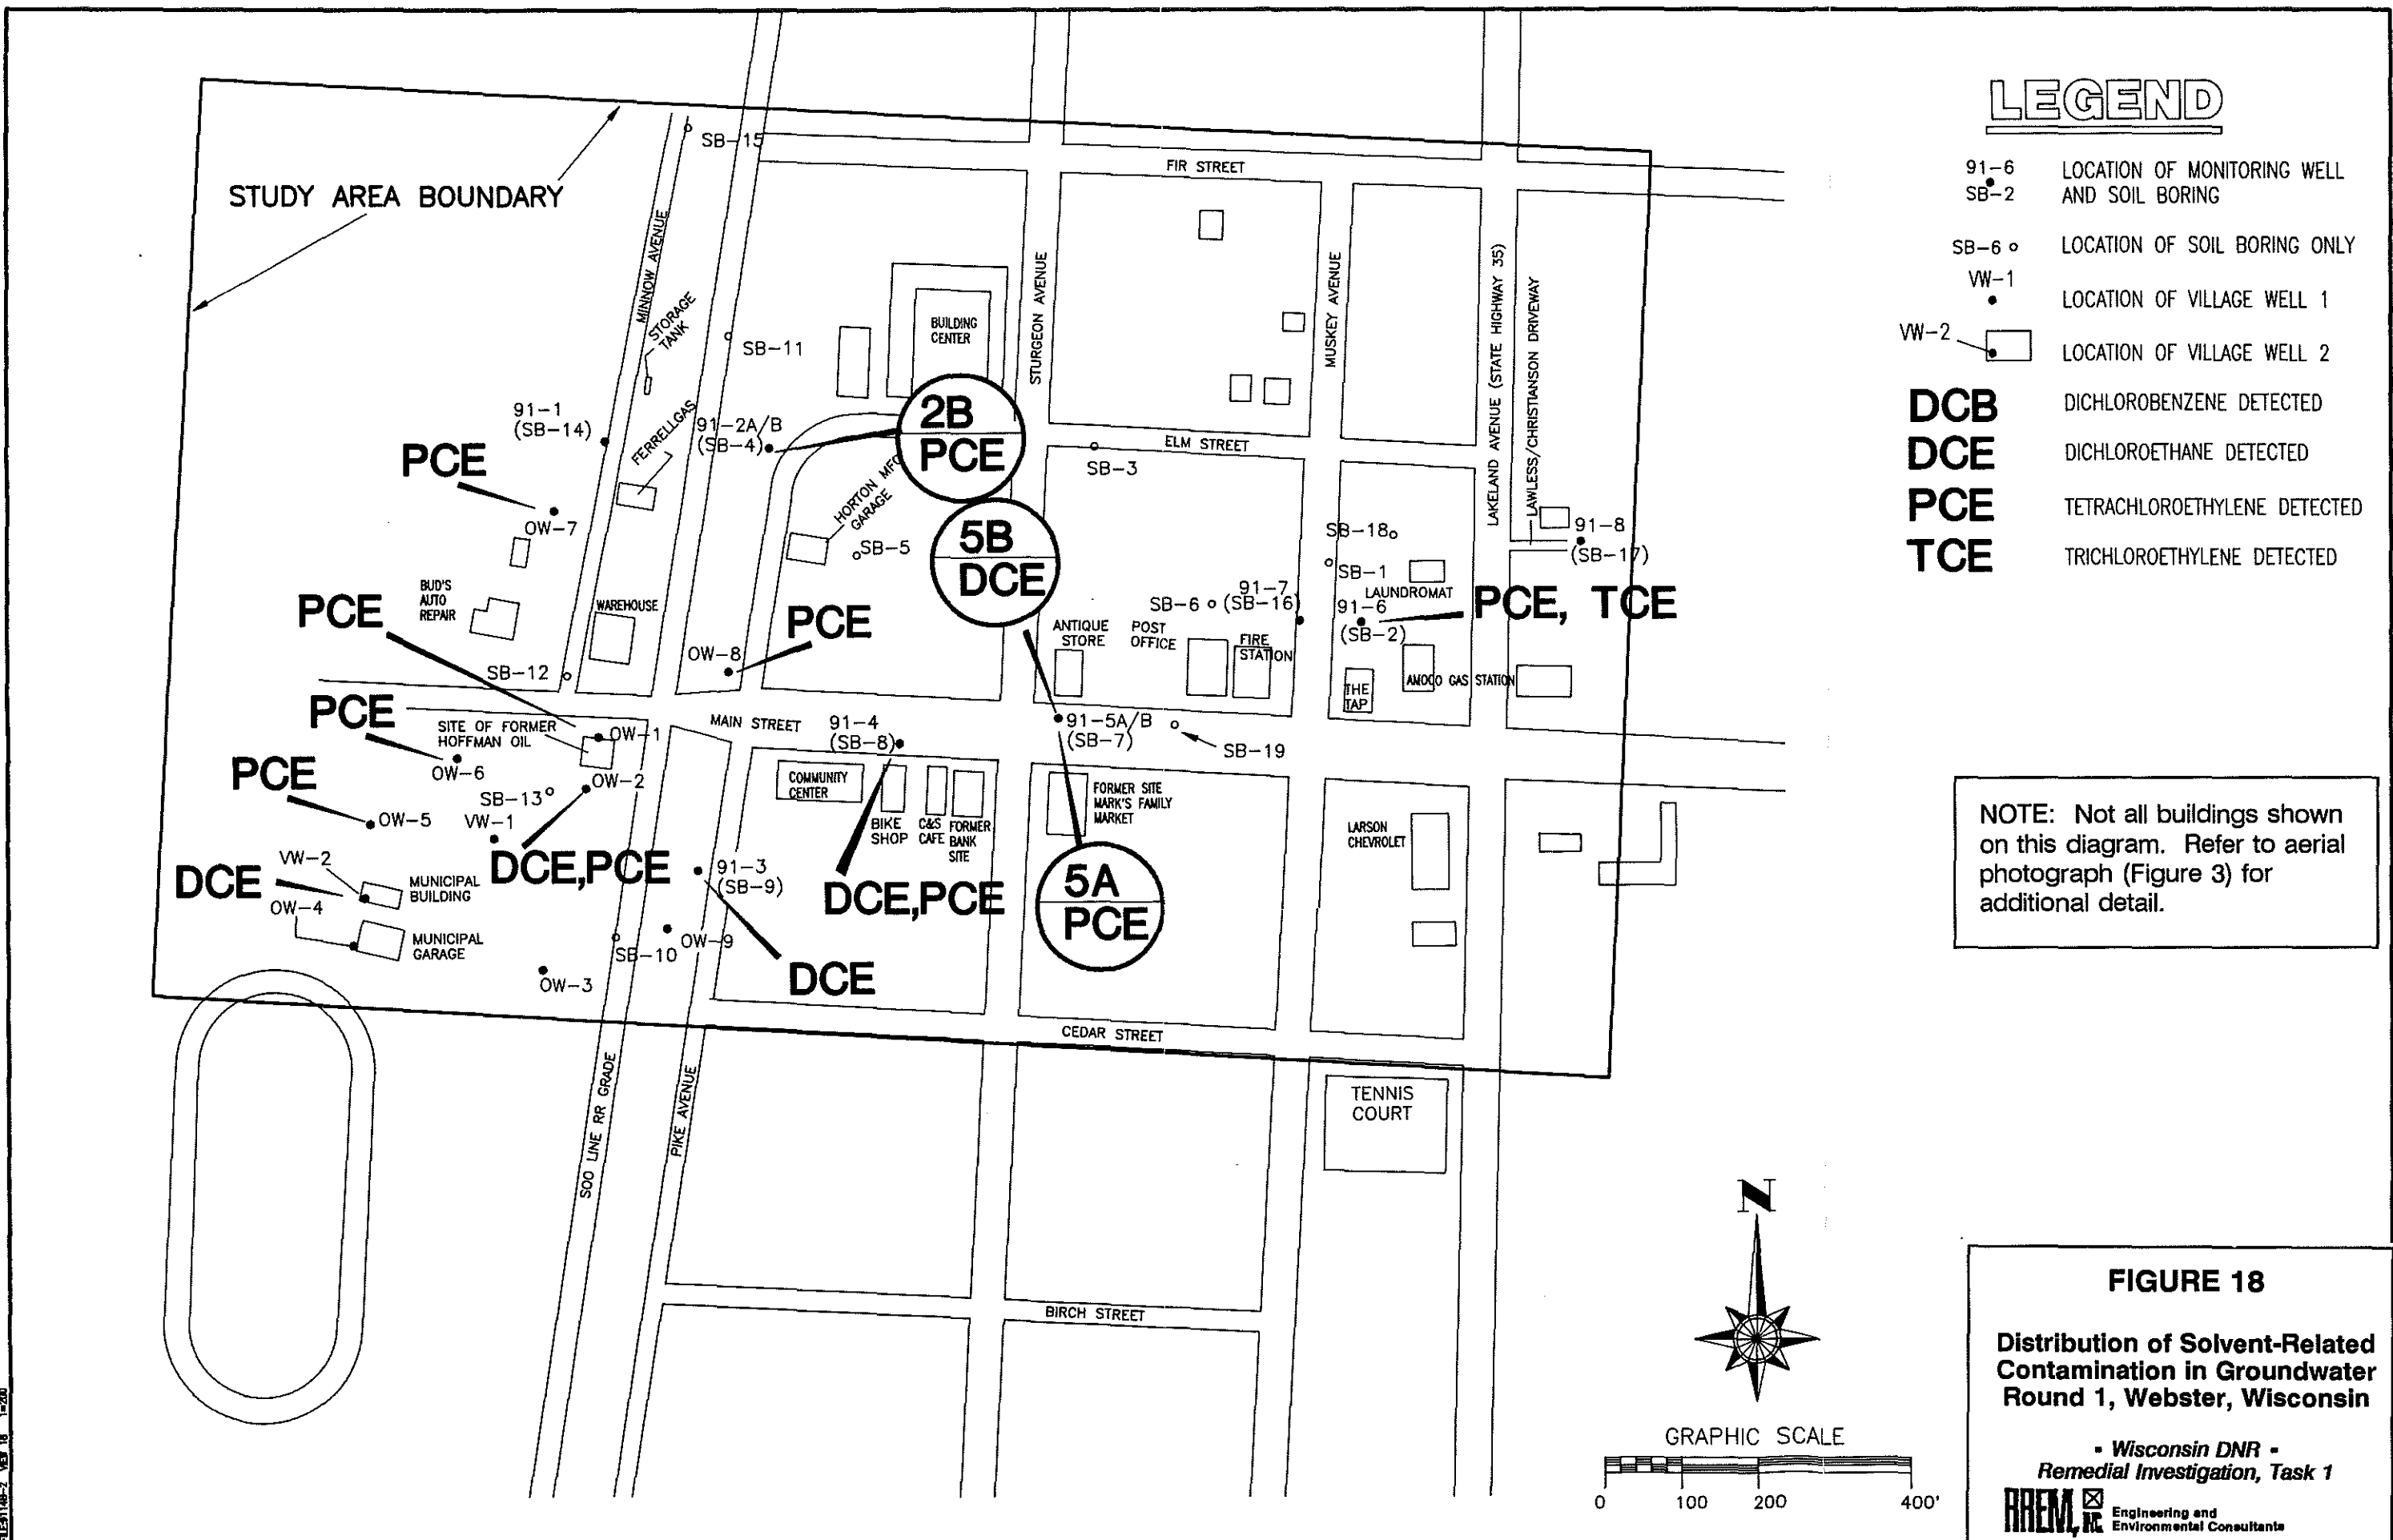 SB-15
FIR STREET
STUDY AREA BOUNDARY
MINNOW AVENUE
STORAGE
TANK
SB-11
BUILDING
CENTER
STURGEON AVENUE
MUSKEY AVENUE
LAKELAND AVENUE (STATE HIGHWAY 35)
LAWLESS/CHRISTIANSON DRIVEWAY
91-1
(SB-14)
FERRELLGAS
91-2A/B
(SB-4)
2B
PCE
ELM STREET
SB-3
PCE
OW-7
HORTON MFG
GARAGE
SB-5
5B
DCE
SB-18
91-8
(SB-17)
SB-1
LAUNDROMAT
BUD'S
AUTO
REPAIR
WAREHOUSE
PCE
PCE
OW-8
91-7
SB-6
(SB-16)
91-6
(SB-2)
PCE, TCE
ANTIQUE
STORE
POST
OFFICE
FIRE
STATION
THE
TAP
AMOCO GAS STATION
SB-12
PCE
SITE OF FORMER
HOFFMAN OIL
OW-1
OW-6
MAIN STREET
91-4
(SB-8)
91-5A/B
(SB-7)
SB-19
PCE
OW-2
SB-13
OW-5
VW-1
COMMUNITY
CENTER
BIKE
SHOP
C&S
CAFE
FORMER
BANK
SITE
FORMER SITE
MARK'S FAMILY
MARKET
LARSON
CHEVROLET
VW-2
DCE
MUNICIPAL
BUILDING
DCE,PCE
91-3
(SB-9)
DCE,PCE
5A
PCE
OW-4
MUNICIPAL
GARAGE
SB-10
OW-9
OW-3
DCE
CEDAR STREET
SOO LINE RR GRADE
PIKE AVENUE
TENNIS
COURT
BIRCH STREET
LEGEND
91-6
SB-2
LOCATION OF MONITORING WELL
AND SOIL BORING
SB-6
LOCATION OF SOIL BORING ONLY
VW-1
LOCATION OF VILLAGE WELL 1
VW-2
LOCATION OF VILLAGE WELL 2
DCB DICHLOROBENZENE DETECTED
DCE DICHLOROETHANE DETECTED
PCE TETRACHLOROETHYLENE DETECTED
TCE TRICHLOROETHYLENE DETECTED
NOTE: Not all buildings shown
on this diagram. Refer to aerial
photograph (Figure 3) for
additional detail.
N
GRAPHIC SCALE
0 100 200 400'
FIGURE 18
Distribution of Solvent-Related
Contamination in Groundwater
Round 1, Webster, Wisconsin
- Wisconsin DNR -
Remedial Investigation, Task 1
Engineering and
Environmental Consultants